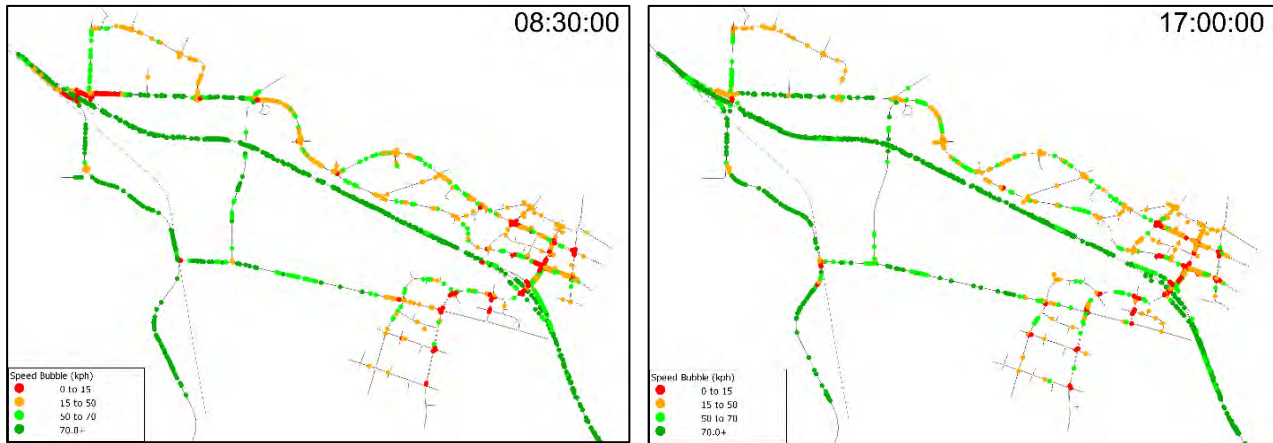 08:30:00
Speed Bubble (kph)
0 to 15
15 to 50
50 to 70
70.0+
17:00:00
Speed Bubble (kph)
0 to 15
15 to 50
50 to 70
70.0+